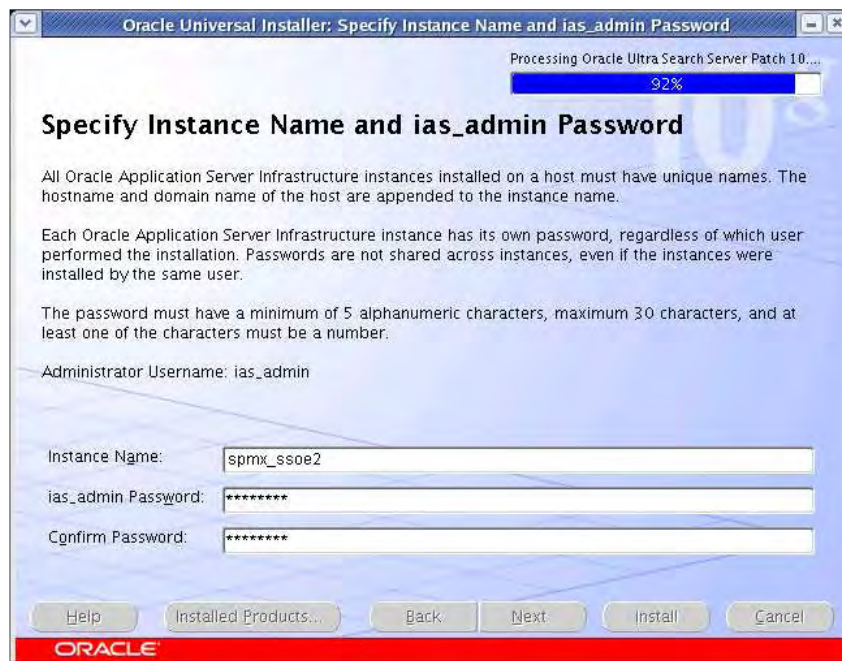 Oracle Universal Installer: Specify Instance Name and ias_admin Password
Processing Oracle Ultra Search Server Patch 10....
92%
Specify Instance Name and ias_admin Password
All Oracle Application Server Infrastructure instances installed on a host must have unique names. The
hostname and domain name of the host are appended to the instance name.
Each Oracle Application Server Infrastructure instance has its own password, regardless of which user
performed the installation. Passwords are not shared across instances, even if the instances were
installed by the same user.
The password must have a minimum of 5 alphanumeric characters, maximum 30 characters, and at
least one of the characters must be a number.
Administrator Username: ias_admin
Instance Name: spmx_ssoe2
ias_admin Password: ********
Confirm Password: ********
Help Installed Products... Back Next Install Cancel
ORACLE